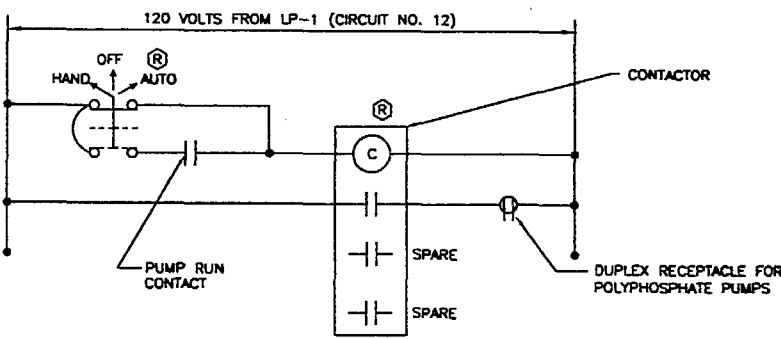 120 VOLTS FROM LP-1 (CIRCUIT NO. 12)
OFF
R
HAND
AUTO
CONTACTOR
R
C
PUMP RUN
CONTACT
SPARE
DUPLEX RECEPTACLE FOR
POLYPHOSPHATE PUMPS
SPARE